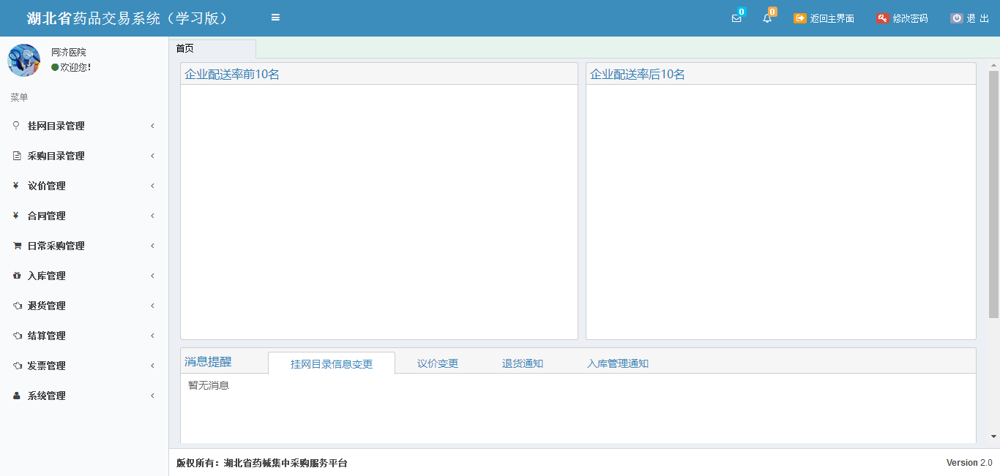 湖北省药品交易系统（学习版）
0
0
返回主界面
修改密码
退 出
同济医院
欢迎您!
菜单
挂网目录管理
采购目录管理
议价管理
合同管理
日常采购管理
入库管理
退货管理
结算管理
发票管理
系统管理
首页
企业配送率前10名
企业配送率后10名
消息提醒
挂网目录信息变更
议价变更
退货通知
入库管理通知
暂无消息
版权所有：湖北省药械集中采购服务平台
Version 2.0